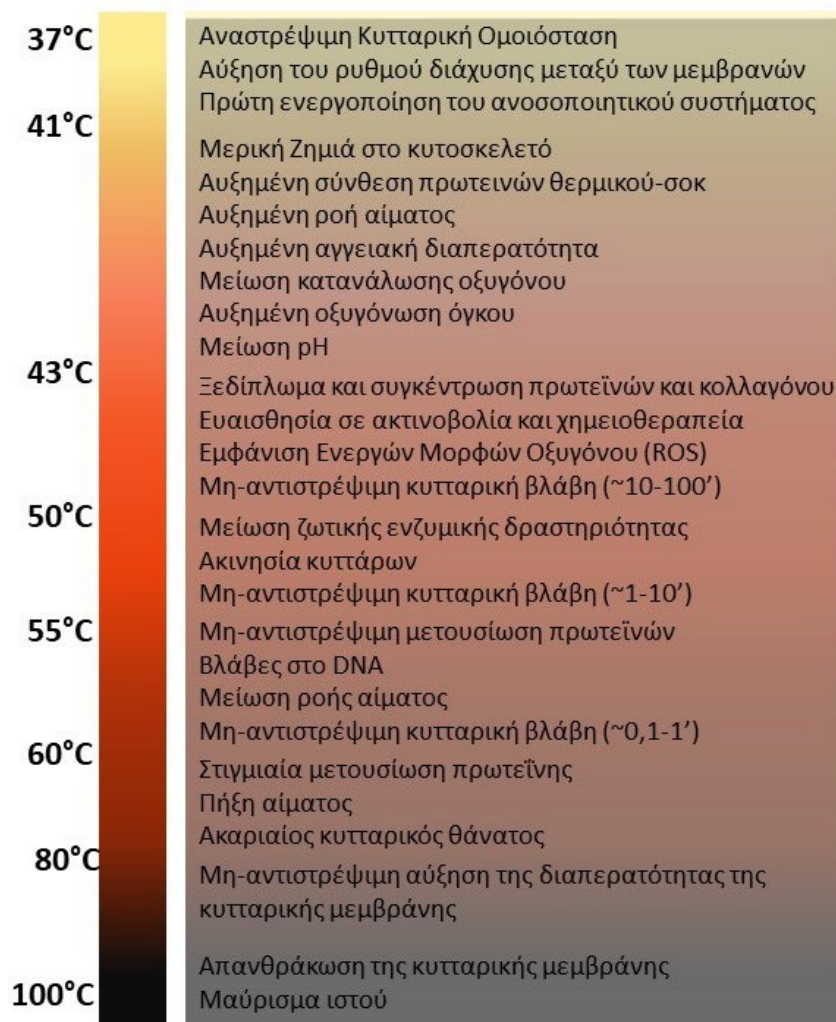 37°C
Αναστρέψιμη Κυτταρική Ομοιόσταση
Αύξηση του ρυθμού διάχυσης μεταξύ των μεμβρανών
Πρώτη ενεργοποίηση του ανοσοποιητικού συστήματος
41°C
Μερική Ζημιά στο κυτοσκελετό
Αυξημένη σύνθεση πρωτεινών θερμικού-σοκ
Αυξημένη ροή αίματος
Αυξημένη αγγειακή διαπερατότητα
Μείωση κατανάλωσης οξυγόνου
Αυξημένη οξυγόνωση όγκου
Μείωση pH
43°C
Ξεδίπλωμα και συγκέντρωση πρωτεϊνών και κολλαγόνου
Ευαισθησία σε ακτινοβολία και χημειοθεραπεία
Εμφάνιση Ενεργών Μορφών Οξυγόνου (ROS)
Μη-αντιστρέψιμη κυτταρική βλάβη (~10-100’)
50°C
Μείωση ζωτικής ενζυμικής δραστηριότητας
Ακινησία κυττάρων
Μη-αντιστρέψιμη κυτταρική βλάβη (~1-10’)
55°C
Μη-αντιστρέψιμη μετουσίωση πρωτεϊνών
Βλάβες στο DNA
Μείωση ροής αίματος
Μη-αντιστρέψιμη κυτταρική βλάβη (~0,1-1’)
60°C
Στιγμιαία μετουσίωση πρωτεΐνης
Πήξη αίματος
Ακαριαίος κυτταρικός θάνατος
80°C
Μη-αντιστρέψιμη αύξηση της διαπερατότητας της
κυτταρικής μεμβράνης
Απανθράκωση της κυτταρικής μεμβράνης
100°C
Μαύρισμα ιστού